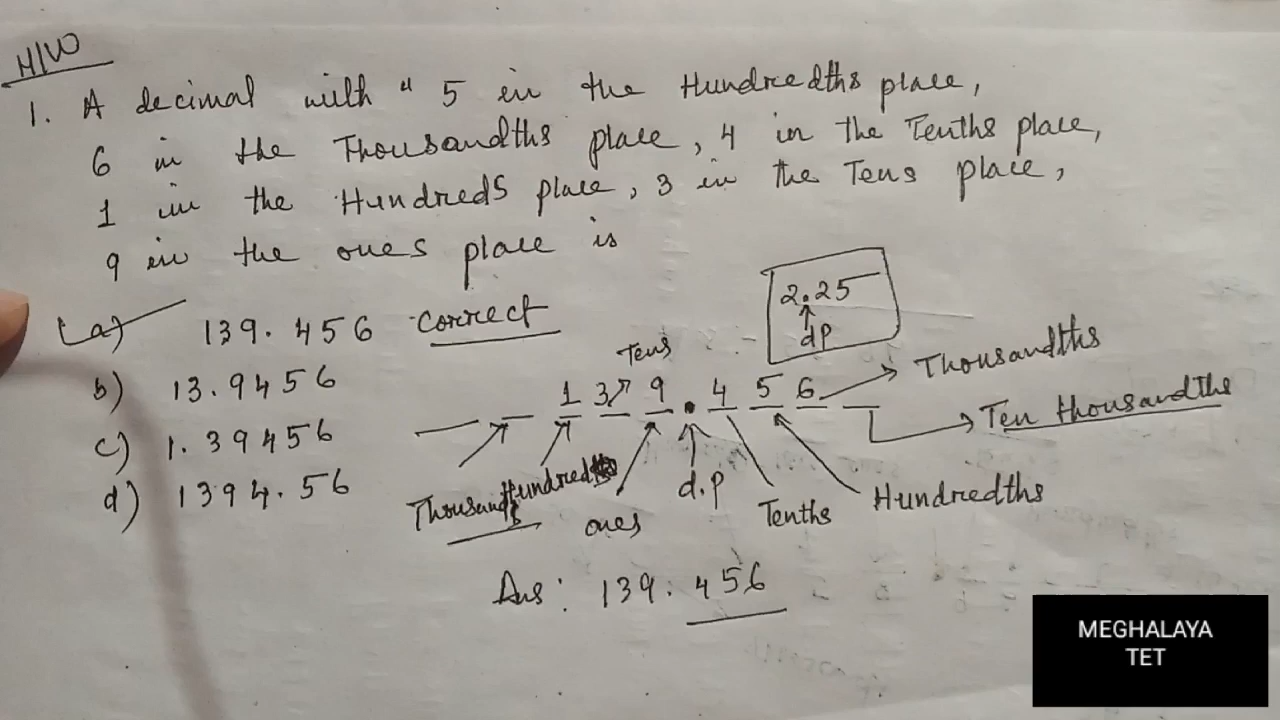 H/W
1. A decimal with " 5 in the Hundredths place,
6 in the Thousandths place, 4 in the Tenths place,
1 in the Hundreds place, 3 in the Tens place,
9 in the ones place is
(a) 139.456 correct
b) 13.9456
c) 1.39456
d) 1394.56
2.25
dp
Tens
1 3 9 . 4 5 6
Thousandths
Ten thousandths
Thousands
Hundreds
ones
d.p
Tenths
Hundredths
Ans: 139.456
MEGHALAYA
TET